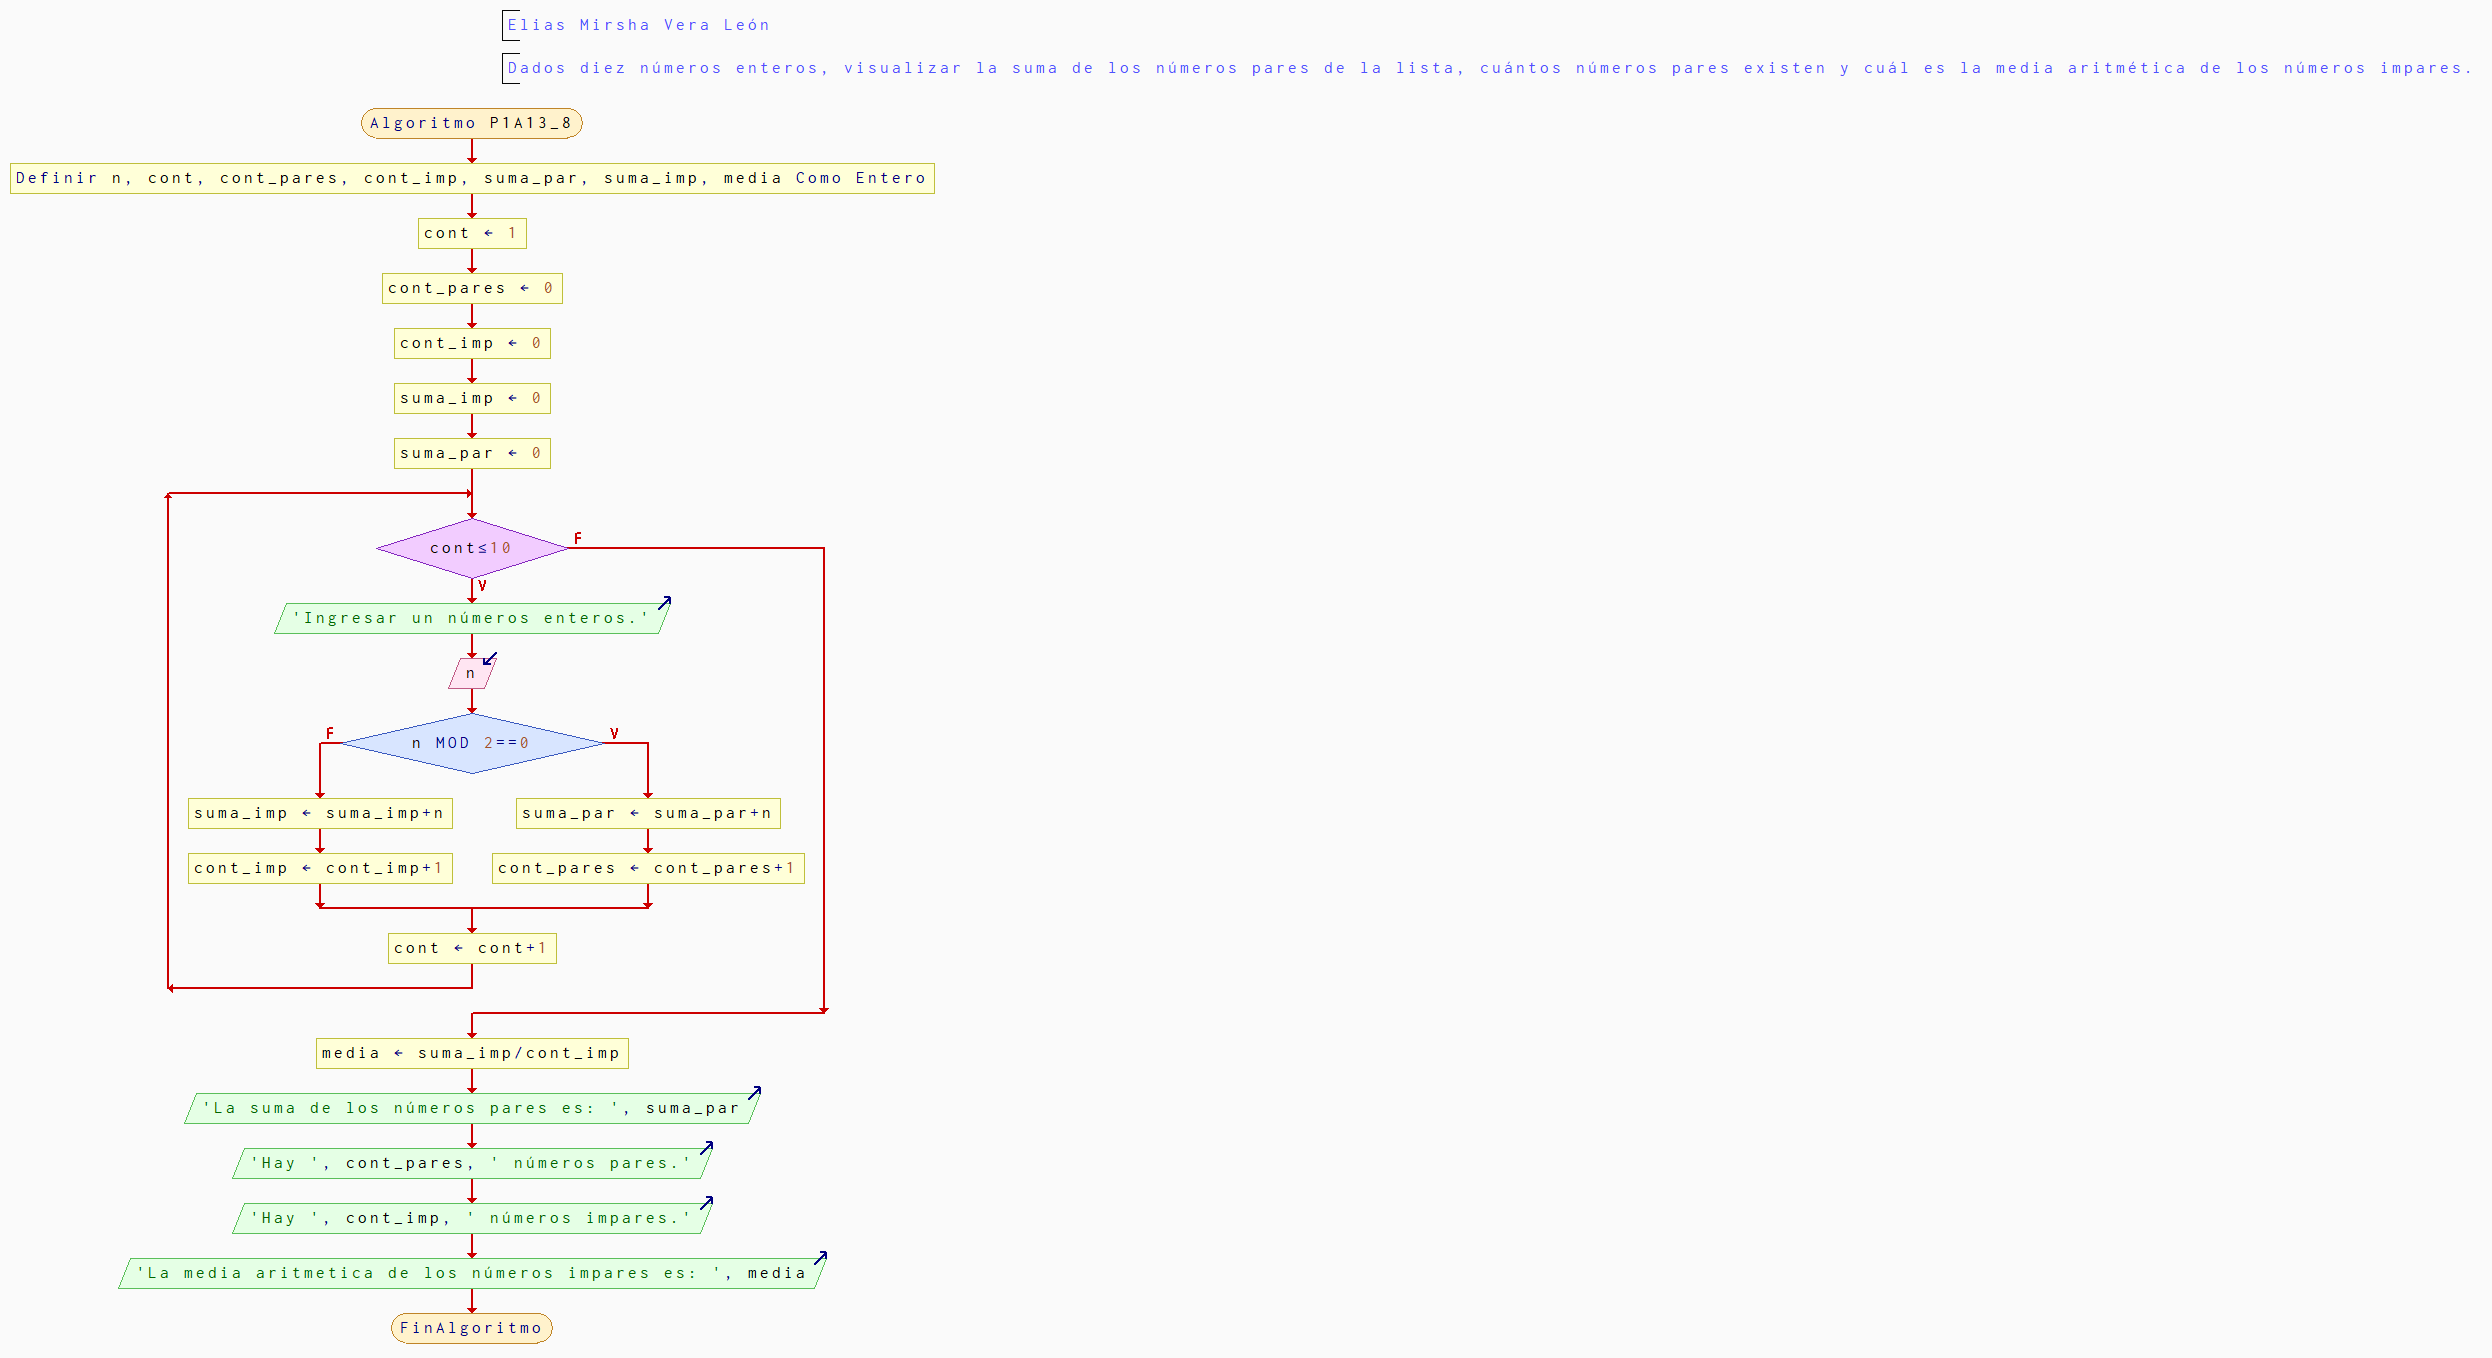 Elias Mirsha Vera León
Dados diez números enteros, visualizar la suma de los números pares de la lista, cuántos números pares existen y cuál es la media aritmética de los números impares.
Algoritmo P1A13_8
Definir n, cont, cont_pares, cont_imp, suma_par, suma_imp, media Como Entero
cont ← 1
cont_pares ← 0
cont_imp ← 0
suma_imp ← 0
suma_par ← 0
cont≤10
F
V
'Ingresar un números enteros.'
n
n MOD 2==0
F
V
suma_imp ← suma_imp+n
suma_par ← suma_par+n
cont_imp ← cont_imp+1
cont_pares ← cont_pares+1
cont ← cont+1
media ← suma_imp/cont_imp
'La suma de los números pares es: ', suma_par
'Hay ', cont_pares, ' números pares.'
'Hay ', cont_imp, ' números impares.'
'La media aritmetica de los números impares es: ', media
FinAlgoritmo